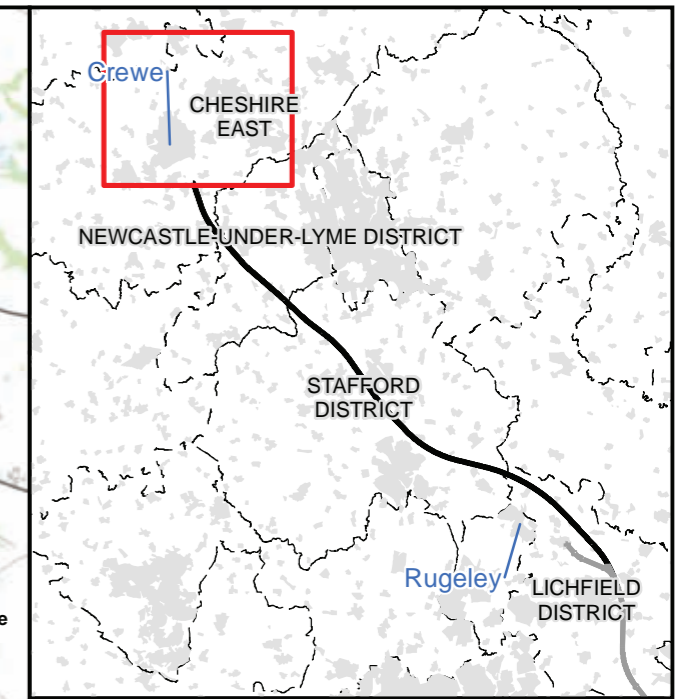 Crewe
CHESHIRE
EAST
NEWCASTLE-UNDER-LYME DISTRICT
STAFFORD
DISTRICT
Rugeley
LICHFIELD
DISTRICT
e